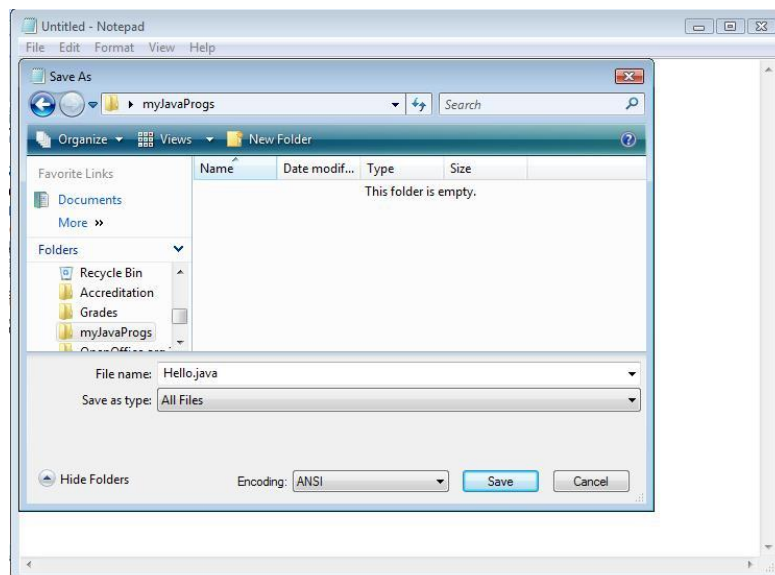 Untitled - Notepad
File Edit Format View Help
Save As
myJavaProgs
Search
Organize Views New Folder
Favorite Links
Documents
More »
Folders
Recycle Bin
Accreditation
Grades
myJavaProgs
OpenOffice.org
Name Date modif... Type Size
This folder is empty.
File name: Hello.java
Save as type: All Files
Hide Folders
Encoding: ANSI
Save
Cancel